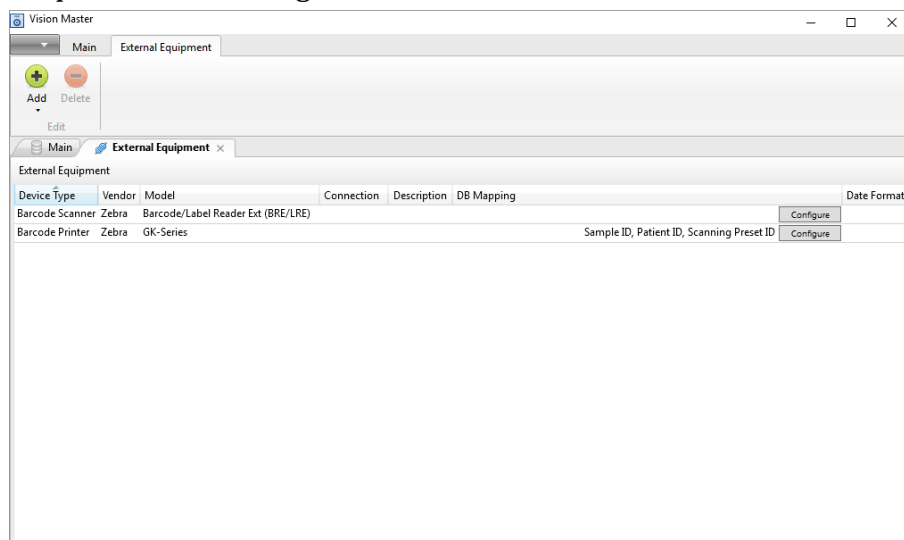 Vision Master
Main External Equipment
Add Delete
Edit
Main External Equipment
External Equipment
Device Type Vendor Model Connection Description DB Mapping Date Format
Barcode Scanner Zebra Barcode/Label Reader Ext (BRE/LRE) Configure
Barcode Printer Zebra GK-Series Sample ID, Patient ID, Scanning Preset ID Configure